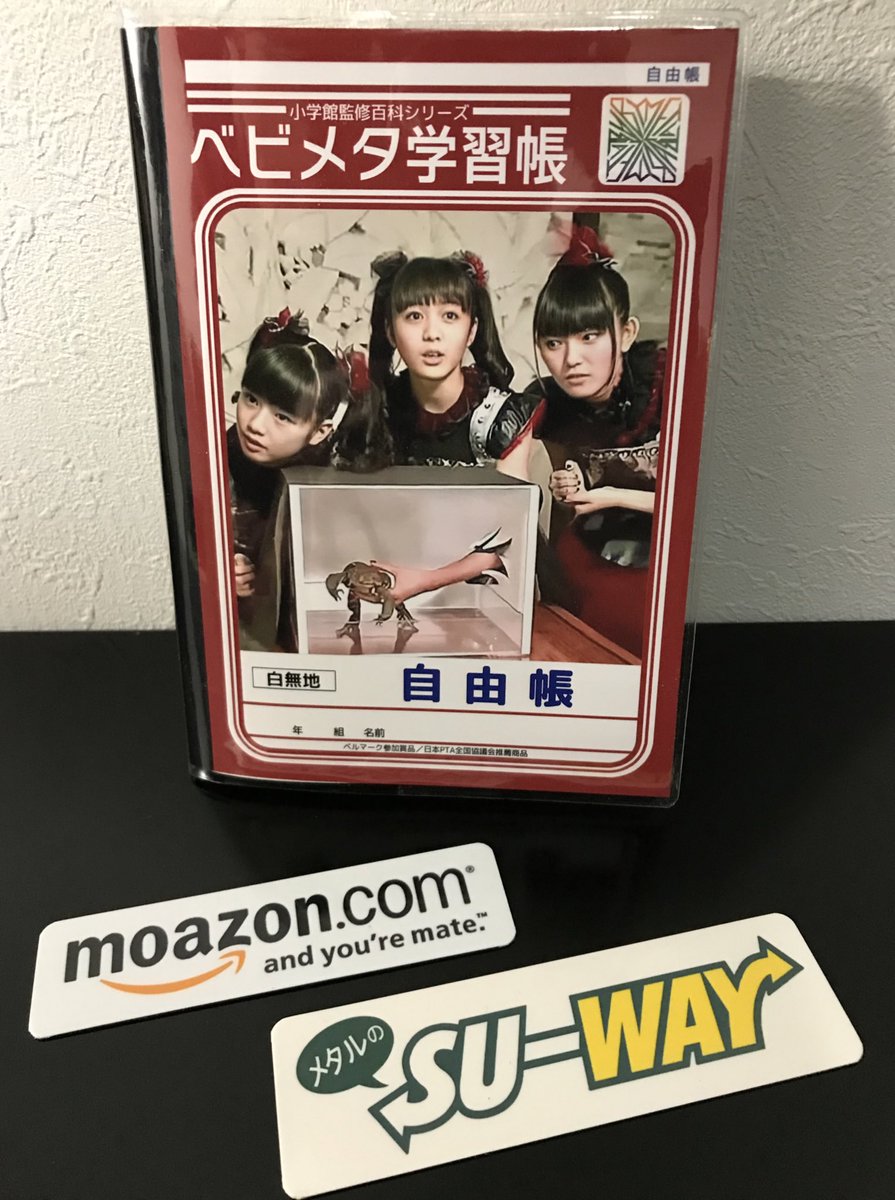 自由帳
小学館監修百科シリーズ
ベビメタ学習帳
白無地
自由帳
年 組 名前
ベルマーク参加賞品／日本PTA全国協議会推薦商品
moazon.com®
and you're mate.™
メタルの
SU-WAY